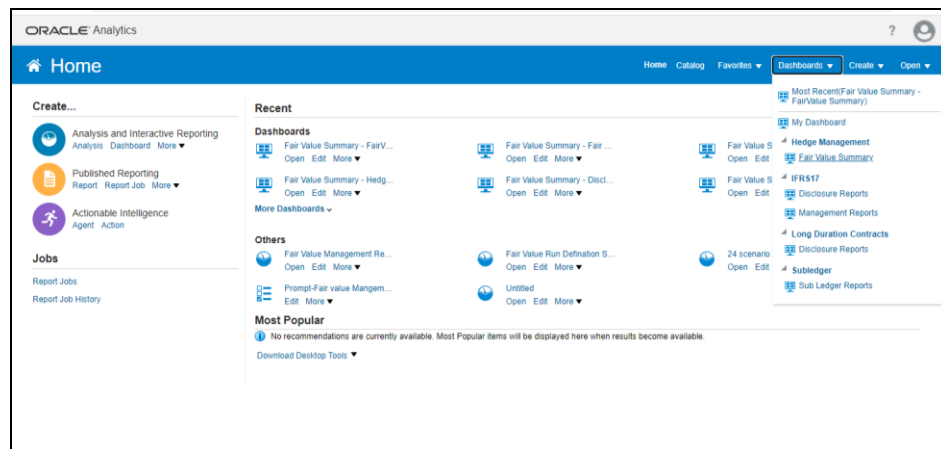 ORACLE Analytics
?
Home
Home Catalog Favorites Dashboards Create Open
Create...
Analysis and Interactive Reporting
Analysis Dashboard More
Published Reporting
Report Report Job More
Actionable Intelligence
Agent Action
Jobs
Report Jobs
Report Job History
Recent
Dashboards
Fair Value Summary - FairV...
Open Edit More
Fair Value Summary - Fair ...
Open Edit More
Fair Value S
Open Edit
Fair Value Summary - Hedg...
Open Edit More
Fair Value Summary - Discl...
Open Edit More
Fair Value S
Open Edit
More Dashboards
Others
Fair Value Management Re...
Open Edit More
Fair Value Run Defination S...
Open Edit More
24 scenario
Open Edit
Prompt-Fair value Mangem...
Edit More
Untitled
Open Edit More
Most Popular
No recommendations are currently available. Most Popular items will be displayed here when results become available.
Download Desktop Tools
Most Recent(Fair Value Summary -
FairValue Summary)
My Dashboard
Hedge Management
Fair Value Summary
IFRS17
Disclosure Reports
Management Reports
Long Duration Contracts
Disclosure Reports
Subledger
Sub Ledger Reports